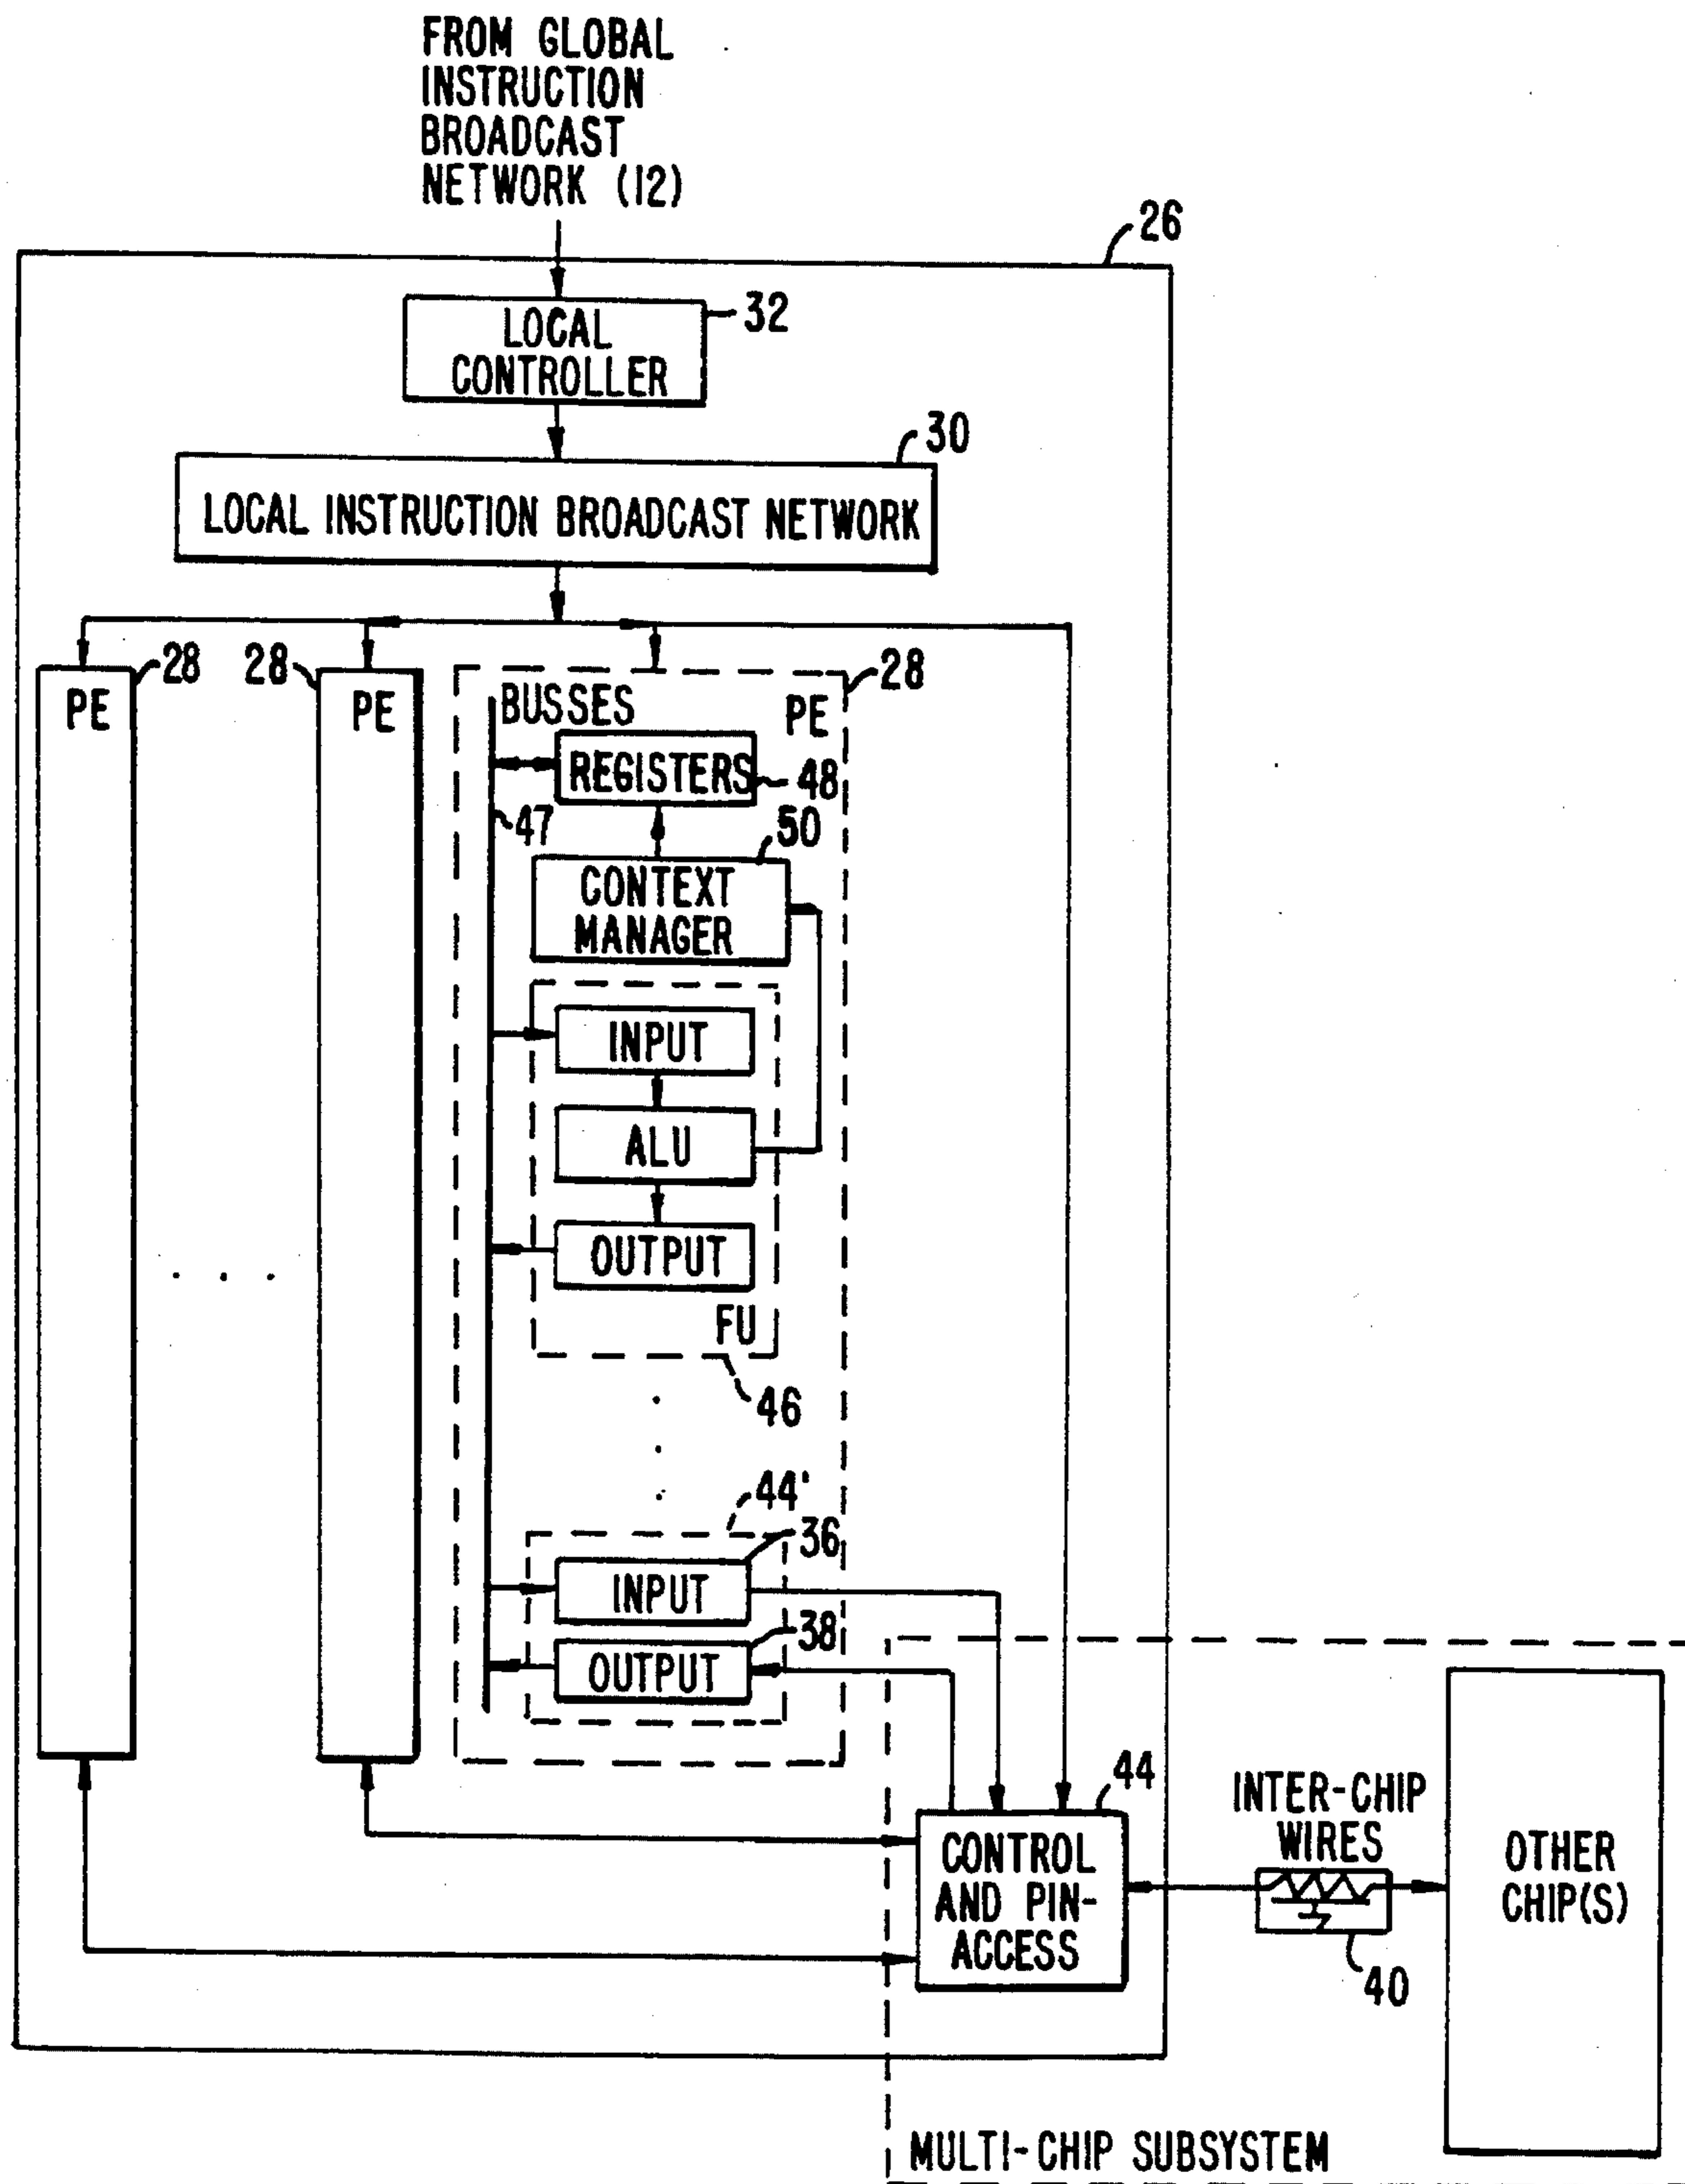 FROM GLOBAL
INSTRUCTION
BROADCAST
NETWORK (12)
26
LOCAL
CONTROLLER
32
30
LOCAL INSTRUCTION BROADCAST NETWORK
28
28
28
PE
PE
BUSSES
PE
REGISTERS
48
47
50
CONTEXT
MANAGER
INPUT
ALU
OUTPUT
FU
46
44'
36
INPUT
38
OUTPUT
44
CONTROL
AND PIN-
ACCESS
INTER-CHIP
WIRES
40
OTHER
CHIP(S)
MULTI-CHIP SUBSYSTEM